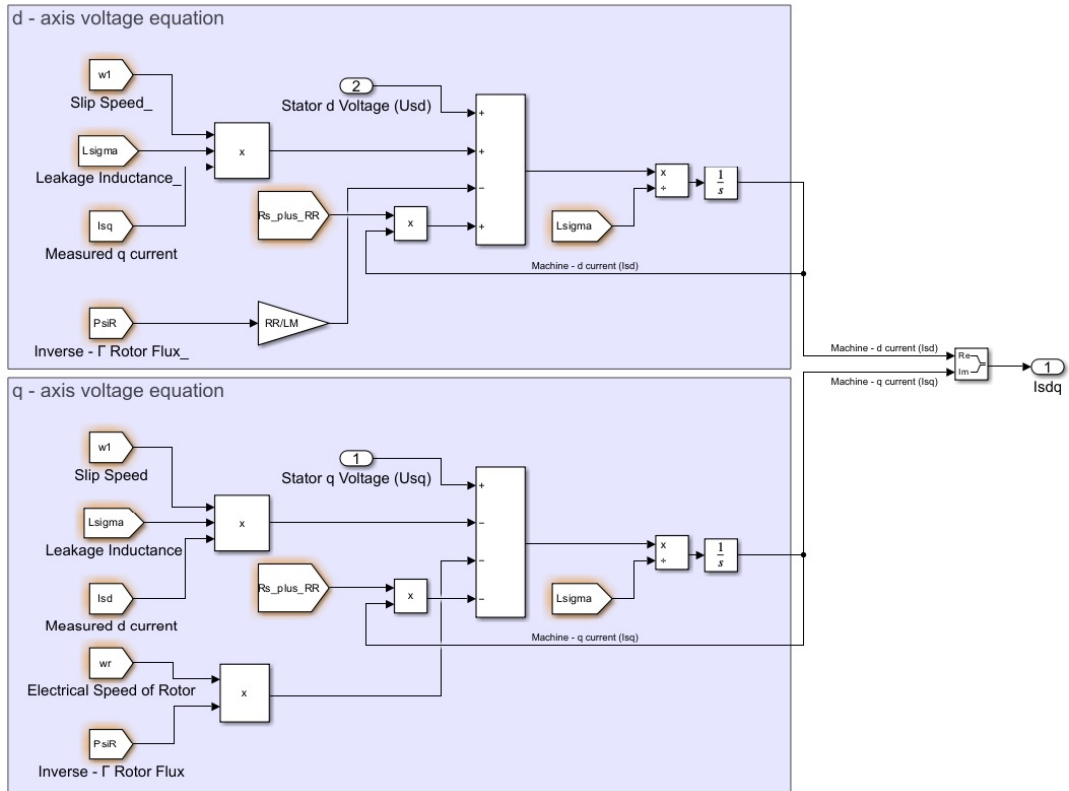 d - axis voltage equation
w1
Slip Speed_
Lsigma
Leakage Inductance_
Isq
Measured q current
x
2
Stator d Voltage (Usd)
Rs_plus_RR
x
+
+
−
+
Lsigma
x
÷
1
s
Machine - d current (Isd)
PsiR
Inverse - Γ Rotor Flux_
RR/LM
Machine - d current (Isd)
Machine - q current (Isq)
Re
Im
1
Isdq
q - axis voltage equation
w1
Slip Speed
Lsigma
Leakage Inductance
Isd
Measured d current
x
1
Stator q Voltage (Usq)
Rs_plus_RR
x
+
−
−
−
Lsigma
x
÷
1
s
Machine - q current (Isq)
wr
Electrical Speed of Rotor
PsiR
Inverse - Γ Rotor Flux
x